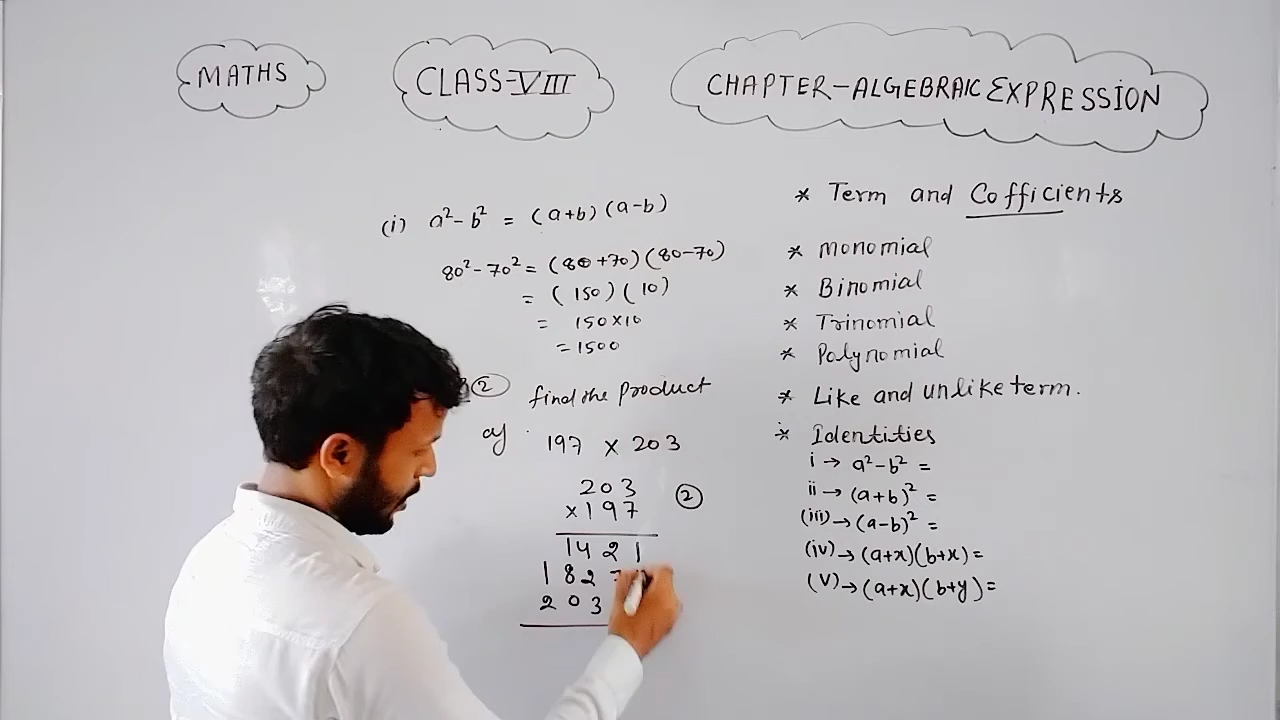 MATHS
CLASS-VIII
CHAPTER-ALGEBRAIC EXPRESSION
(i) a²-b² = (a+b)(a-b)
80²-70² = (80+70)(80-70)
= (150)(10)
= 150×10
= 1500
② find the product
a) 197 × 203
203
×197
1421
182
203
②
* Term and Cofficients
* Monomial
* Binomial
* Trinomial
* Polynomial
* Like and unlike term.
* Identities
i → a²-b² =
ii → (a+b)² =
(iii) → (a-b)² =
(iv) → (a+x)(b+x)=
(V) → (a+x)(b+y)=